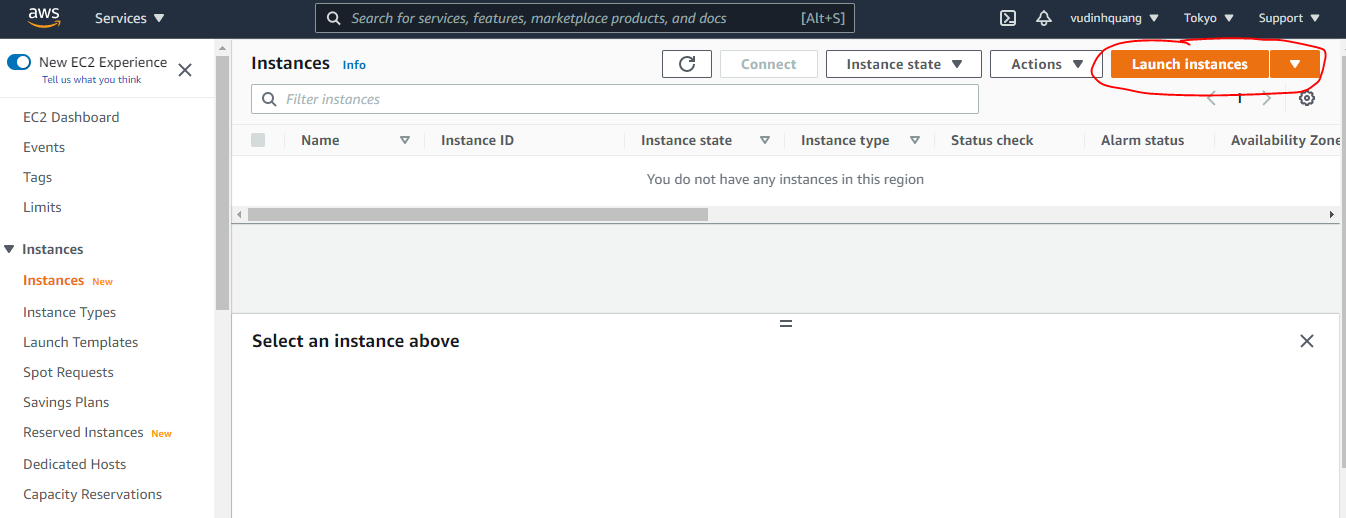 aws Services Search for services, features, marketplace products, and docs [Alt+S] vudinhquang Tokyo Support
New EC2 Experience
Tell us what you think
EC2 Dashboard
Events
Tags
Limits
Instances
Instances New
Instance Types
Launch Templates
Spot Requests
Savings Plans
Reserved Instances New
Dedicated Hosts
Capacity Reservations
Instances Info Connect Instance state Actions Launch instances
Filter instances 1
Name Instance ID Instance state Instance type Status check Alarm status Availability Zone
You do not have any instances in this region
Select an instance above